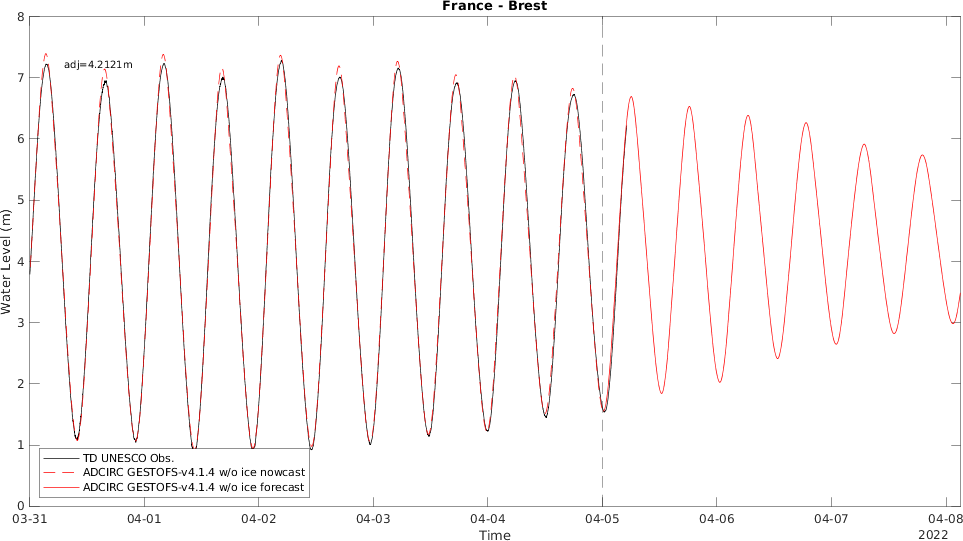 France - Brest
8
7
6
5
4
3
2
1
0
Water Level (m)
adj=4.2121m
TD UNESCO Obs.
ADCIRC GESTOFS-v4.1.4 w/o ice nowcast
ADCIRC GESTOFS-v4.1.4 w/o ice forecast
03-31 04-01 04-02 04-03 04-04 04-05 04-06 04-07 04-08
Time
2022